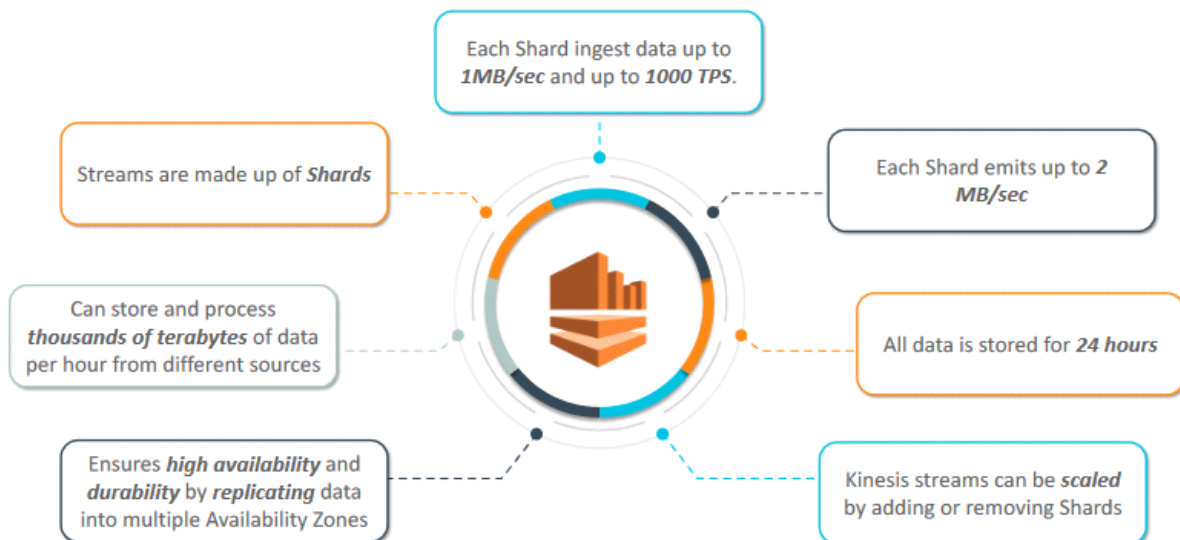 Each Shard ingest data up to
1MB/sec and up to 1000 TPS.
Streams are made up of Shards
Each Shard emits up to 2
MB/sec
Can store and process
thousands of terabytes of data
per hour from different sources
All data is stored for 24 hours
Ensures high availability and
durability by replicating data
into multiple Availability Zones
Kinesis streams can be scaled
by adding or removing Shards